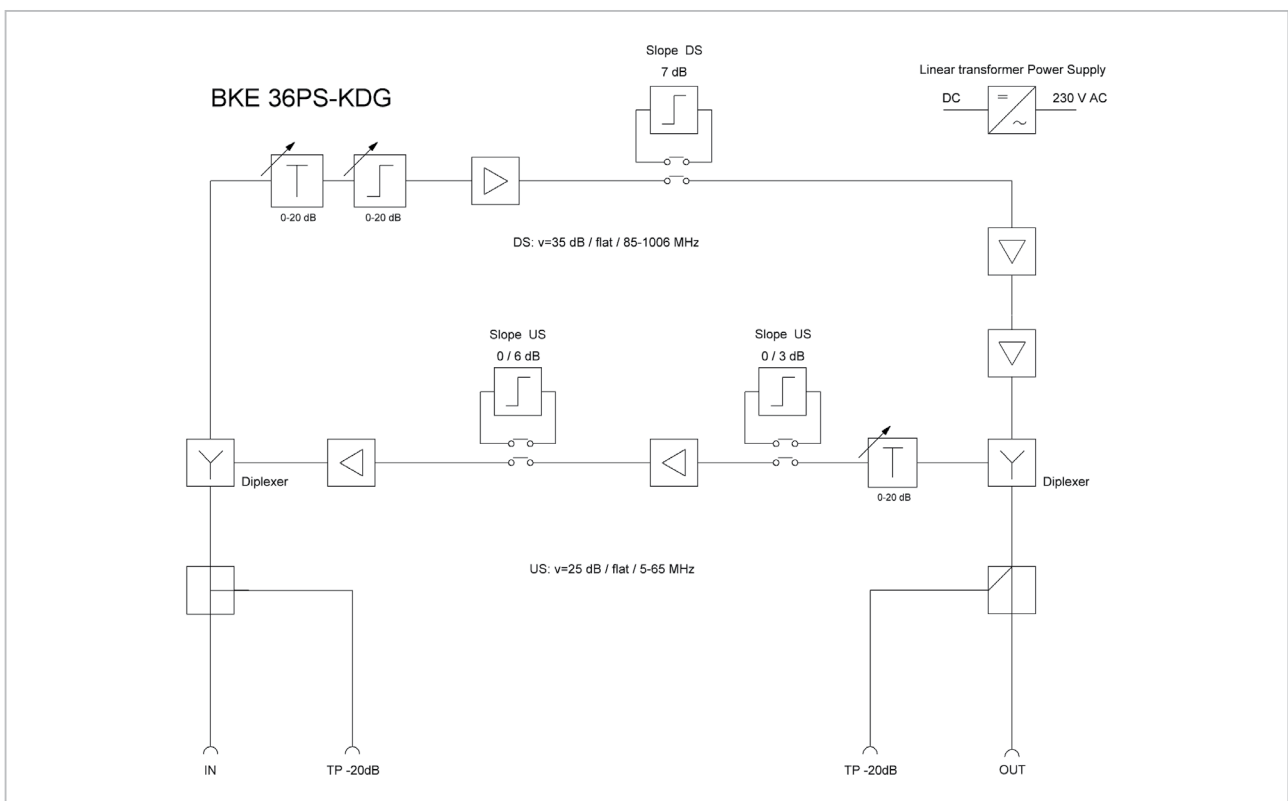 Slope DS
7 dB
Linear transformer Power Supply
DC
230 V AC
BKE 36PS-KDG
0-20 dB
0-20 dB
DS: v=35 dB / flat / 85-1006 MHz
Slope US
0 / 6 dB
Slope US
0 / 3 dB
Diplexer
Diplexer
0-20 dB
US: v=25 dB / flat / 5-65 MHz
IN
TP -20dB
TP -20dB
OUT